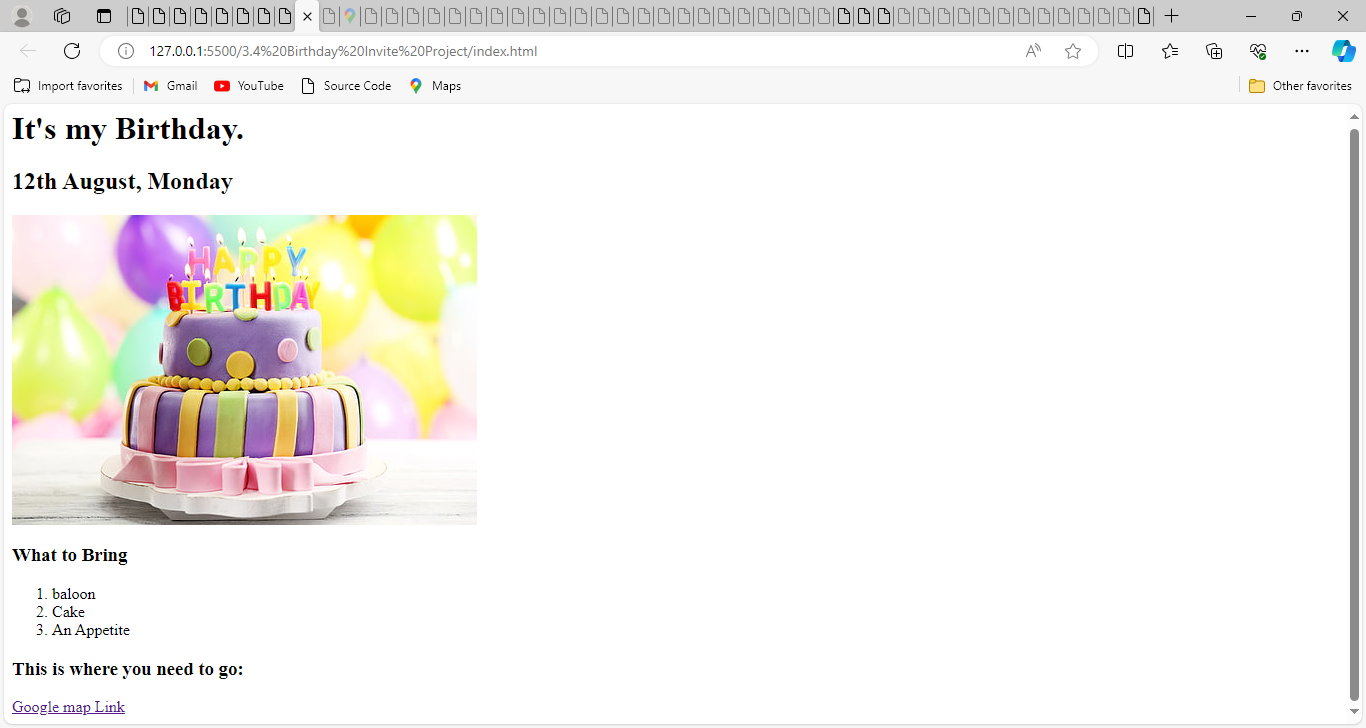 127.0.0.1:5500/3.4%20Birthday%20Invite%20Project/index.html
Import favorites
Gmail
YouTube
Source Code
Maps
Other favorites
It's my Birthday.
12th August, Monday
HAPPY
BIRTHDAY
What to Bring
1. baloon
2. Cake
3. An Appetite
This is where you need to go:
Google map Link